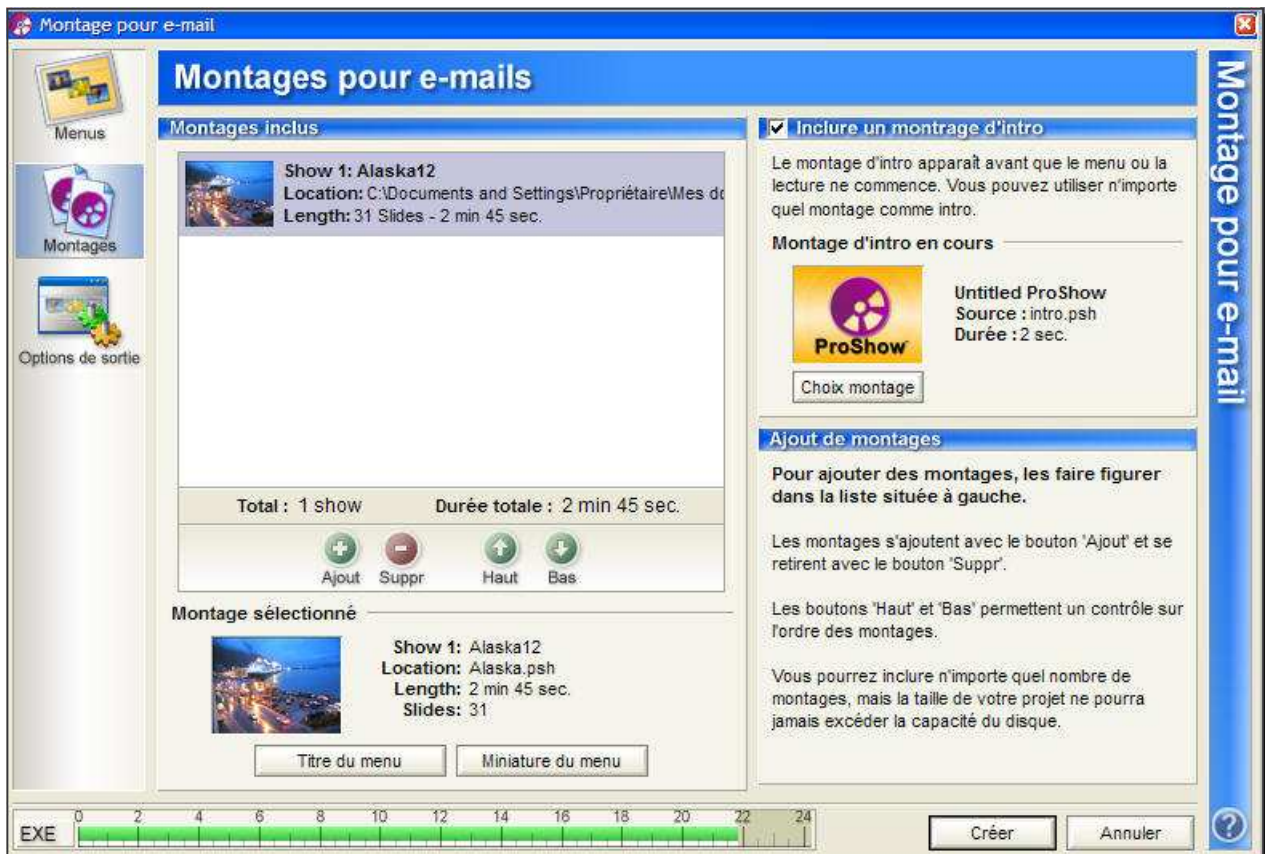 Montage pour e-mail
Menus
Montages
Options de sortie
Montages pour e-mails
Montages inclus
Show 1: Alaska12
Location: C:\Documents and Settings\Propriétaire\Mes do
Length: 31 Slides - 2 min 45 sec.
Total : 1 show Durée totale : 2 min 45 sec.
Ajout Suppr Haut Bas
Montage sélectionné
Show 1: Alaska12
Location: Alaska.psh
Length: 2 min 45 sec.
Slides: 31
Titre du menu Miniature du menu
Inclure un montrage d'intro
Le montage d'intro apparaît avant que le menu ou la
lecture ne commence. Vous pouvez utiliser n'importe
quel montage comme intro.
Montage d'intro en cours
ProShow
Untitled ProShow
Source : intro.psh
Durée : 2 sec.
Choix montage
Ajout de montages
Pour ajouter des montages, les faire figurer
dans la liste située à gauche.
Les montages s'ajoutent avec le bouton 'Ajout' et se
retirent avec le bouton 'Suppr'.
Les boutons 'Haut' et 'Bas' permettent un contrôle sur
l'ordre des montages.
Vous pourrez inclure n'importe quel nombre de
montages, mais la taille de votre projet ne pourra
jamais excéder la capacité du disque.
Montage pour e-mail
EXE 0 2 4 6 8 10 12 14 16 18 20 22 24
Créer Annuler
?